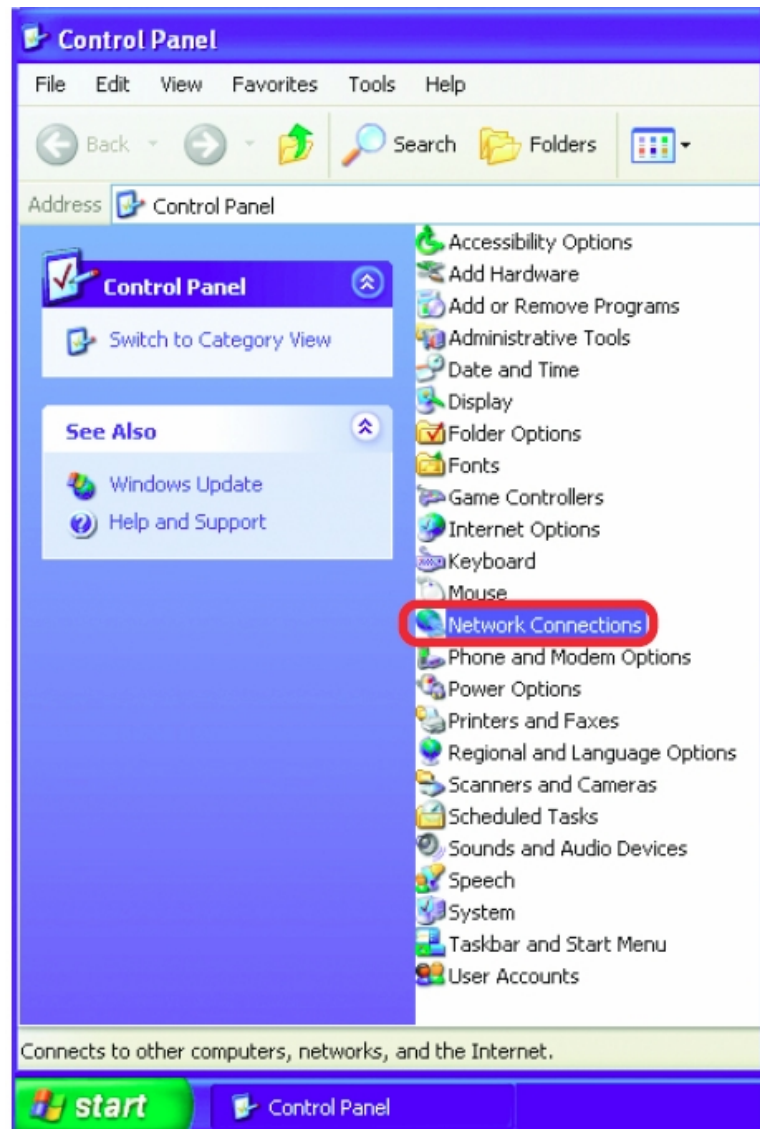 Control Panel
File Edit View Favorites Tools Help
Back Search Folders
Address Control Panel
Control Panel
Switch to Category View
See Also
Windows Update
Help and Support
Accessibility Options
Add Hardware
Add or Remove Programs
Administrative Tools
Date and Time
Display
Folder Options
Fonts
Game Controllers
Internet Options
Keyboard
Mouse
Network Connections
Phone and Modem Options
Power Options
Printers and Faxes
Regional and Language Options
Scanners and Cameras
Scheduled Tasks
Sounds and Audio Devices
Speech
System
Taskbar and Start Menu
User Accounts
Connects to other computers, networks, and the Internet.
start Control Panel